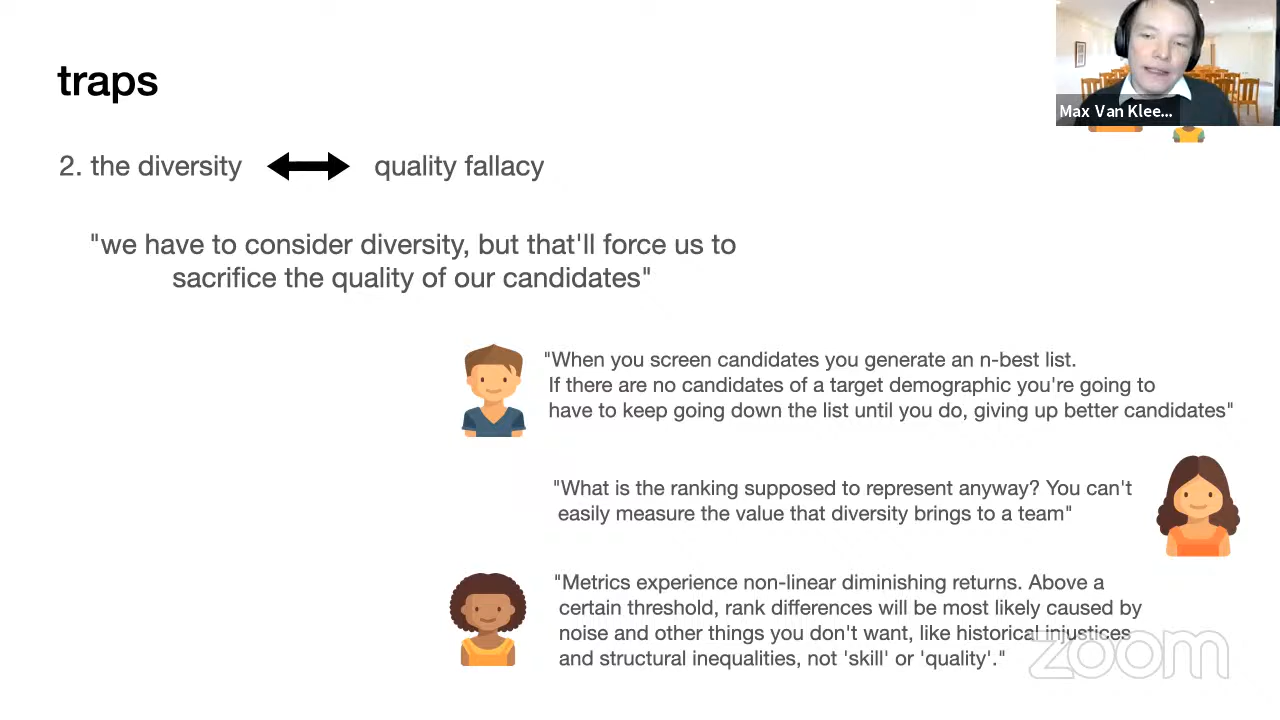 traps
Max Van Klee...
2. the diversity
quality fallacy
"we have to consider diversity, but that'll force us to
sacrifice the quality of our candidates"
"When you screen candidates you generate an n-best list.
If there are no candidates of a target demographic you're going to
have to keep going down the list until you do, giving up better candidates"
"What is the ranking supposed to represent anyway? You can't
easily measure the value that diversity brings to a team"
"Metrics experience non-linear diminishing returns. Above a
certain threshold, rank differences will be most likely caused by
noise and other things you don't want, like historical injustices
and structural inequalities, not 'skill' or 'quality'."
zoom